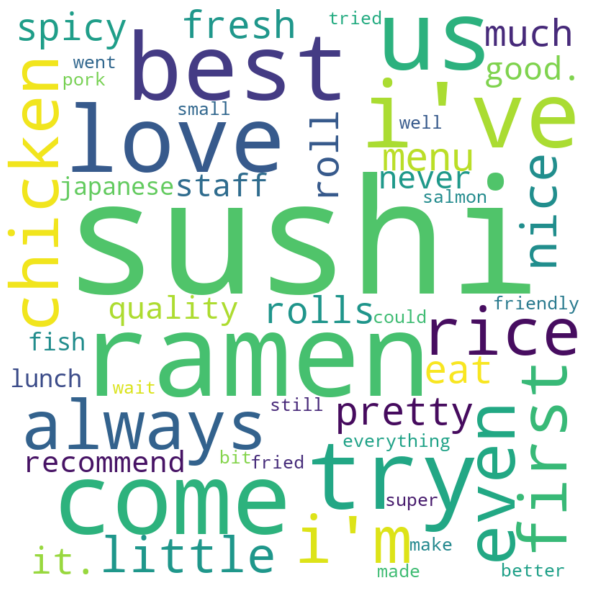 spicy
fresh
tried
us
much
went
pork
best
i've
good.
small
love
well
chicken
roll
menu
japanese
staff
never
salmon
nice
sushi
quality
rolls
could
friendly
fish
ramen
rice
lunch
wait
eat
always
still
pretty
first
recommend
bit
fried
everything
even
come
try
super
it.
little
i'm
make
made
better